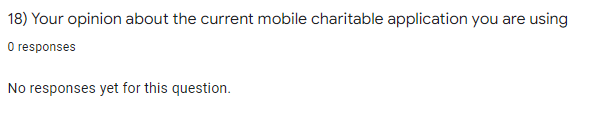 18) Your opinion about the current mobile charitable application you are using
0 responses
No responses yet for this question.